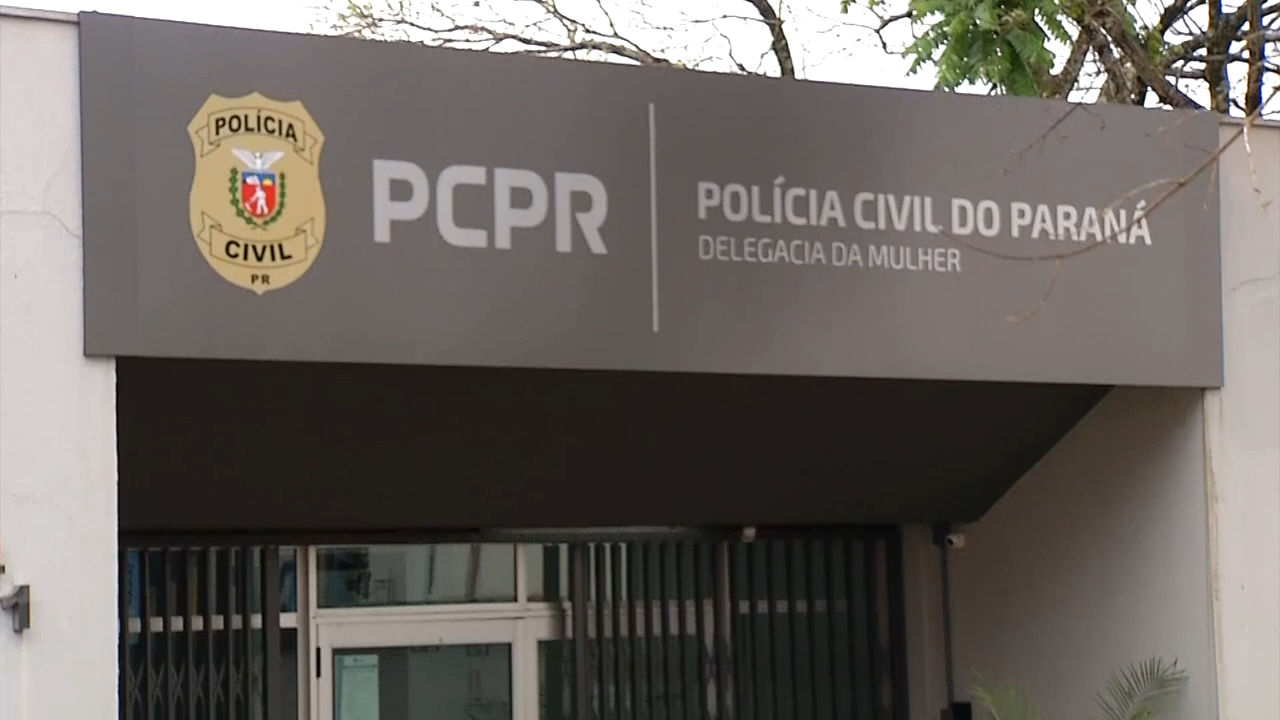 POLÍCIA
CIVIL
PR
PCPR
POLÍCIA CIVIL DO PARANÁ
DELEGACIA DA MULHER